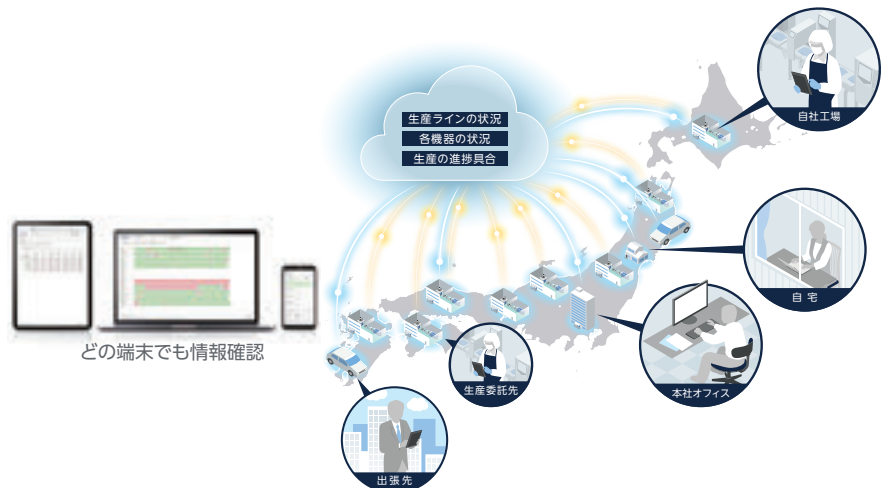 生産ラインの状況
各機器の状況
生産の進捗具合
自社工場
自宅
本社オフィス
生産委託先
出張先
どの端末でも情報確認